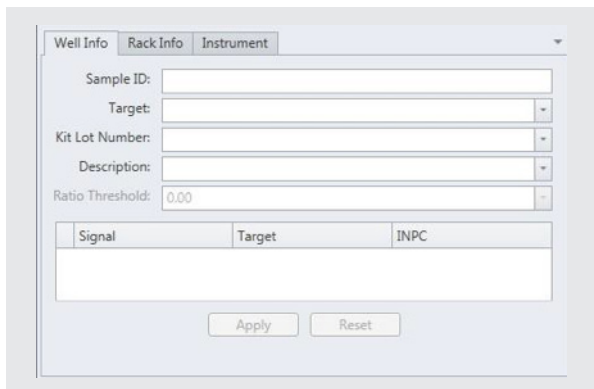 Well Info Rack Info Instrument
Sample ID:
Target:
Kit Lot Number:
Description:
Ratio Threshold: 0.00
Signal Target INPC
Apply Reset